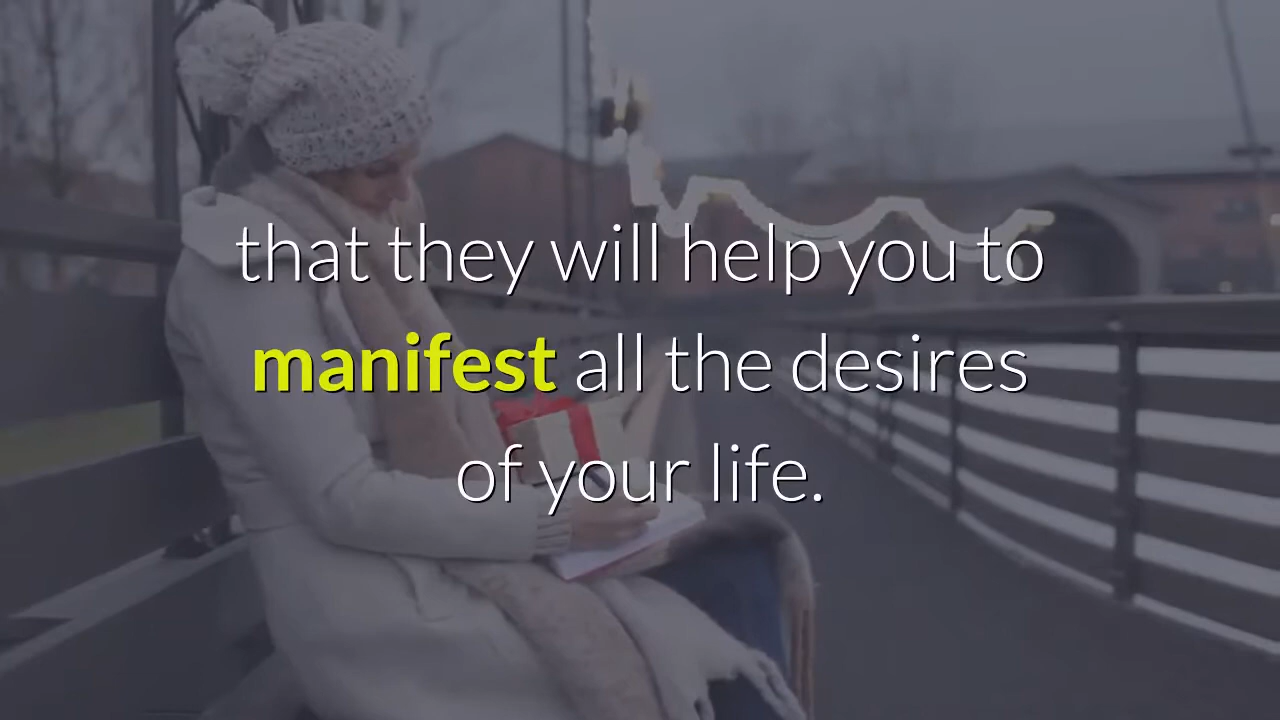 that they will help you to
manifest all the desires
of your life.